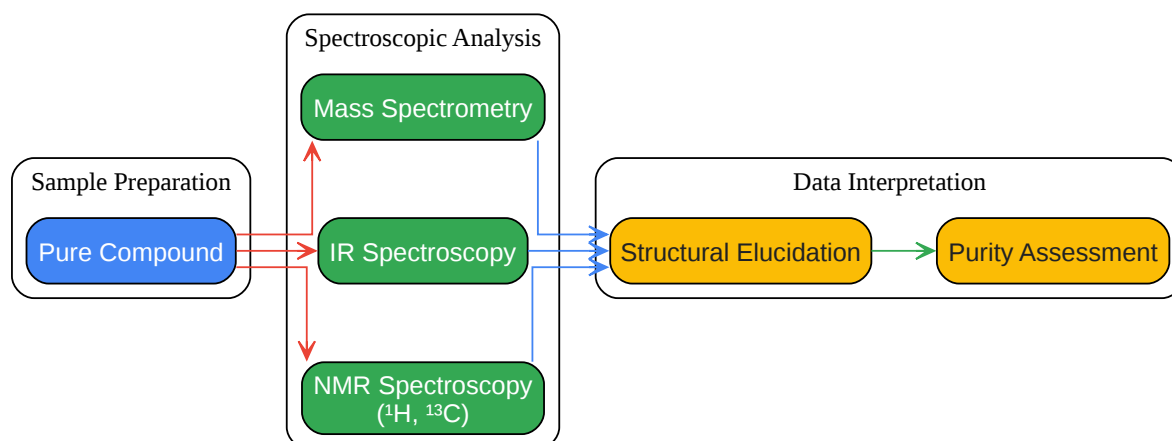 Sample Preparation
Pure Compound
Spectroscopic Analysis
Mass Spectrometry
IR Spectroscopy
NMR Spectroscopy
(¹H, ¹³C)
Data Interpretation
Structural Elucidation
Purity Assessment